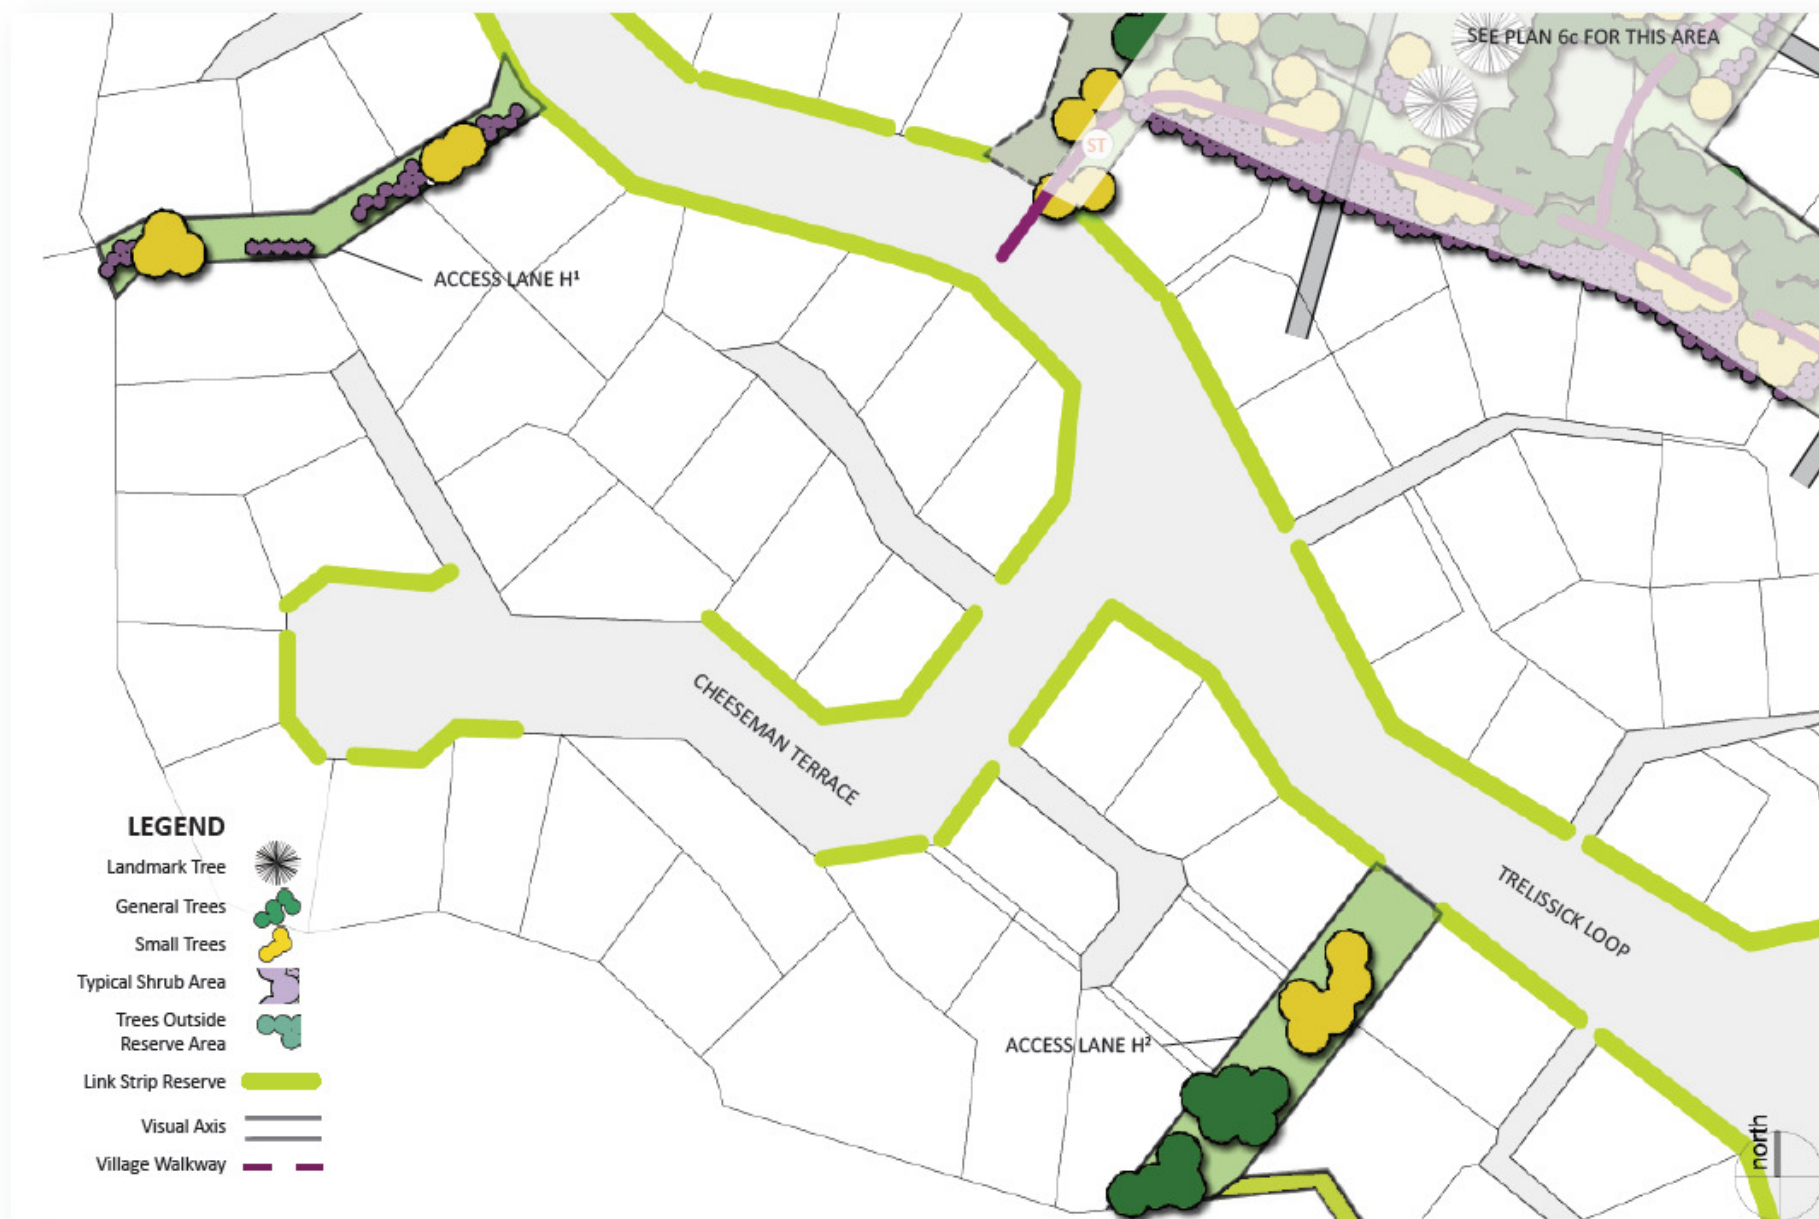 SEE PLAN 6c FOR THIS AREA
ST
ACCESS LANE H¹
CHEESEMAN TERRACE
TRELISSICK LOOP
ACCESS LANE H²
LEGEND
Landmark Tree
General Trees
Small Trees
Typical Shrub Area
Trees Outside
Reserve Area
Link Strip Reserve
Visual Axis
Village Walkway
north